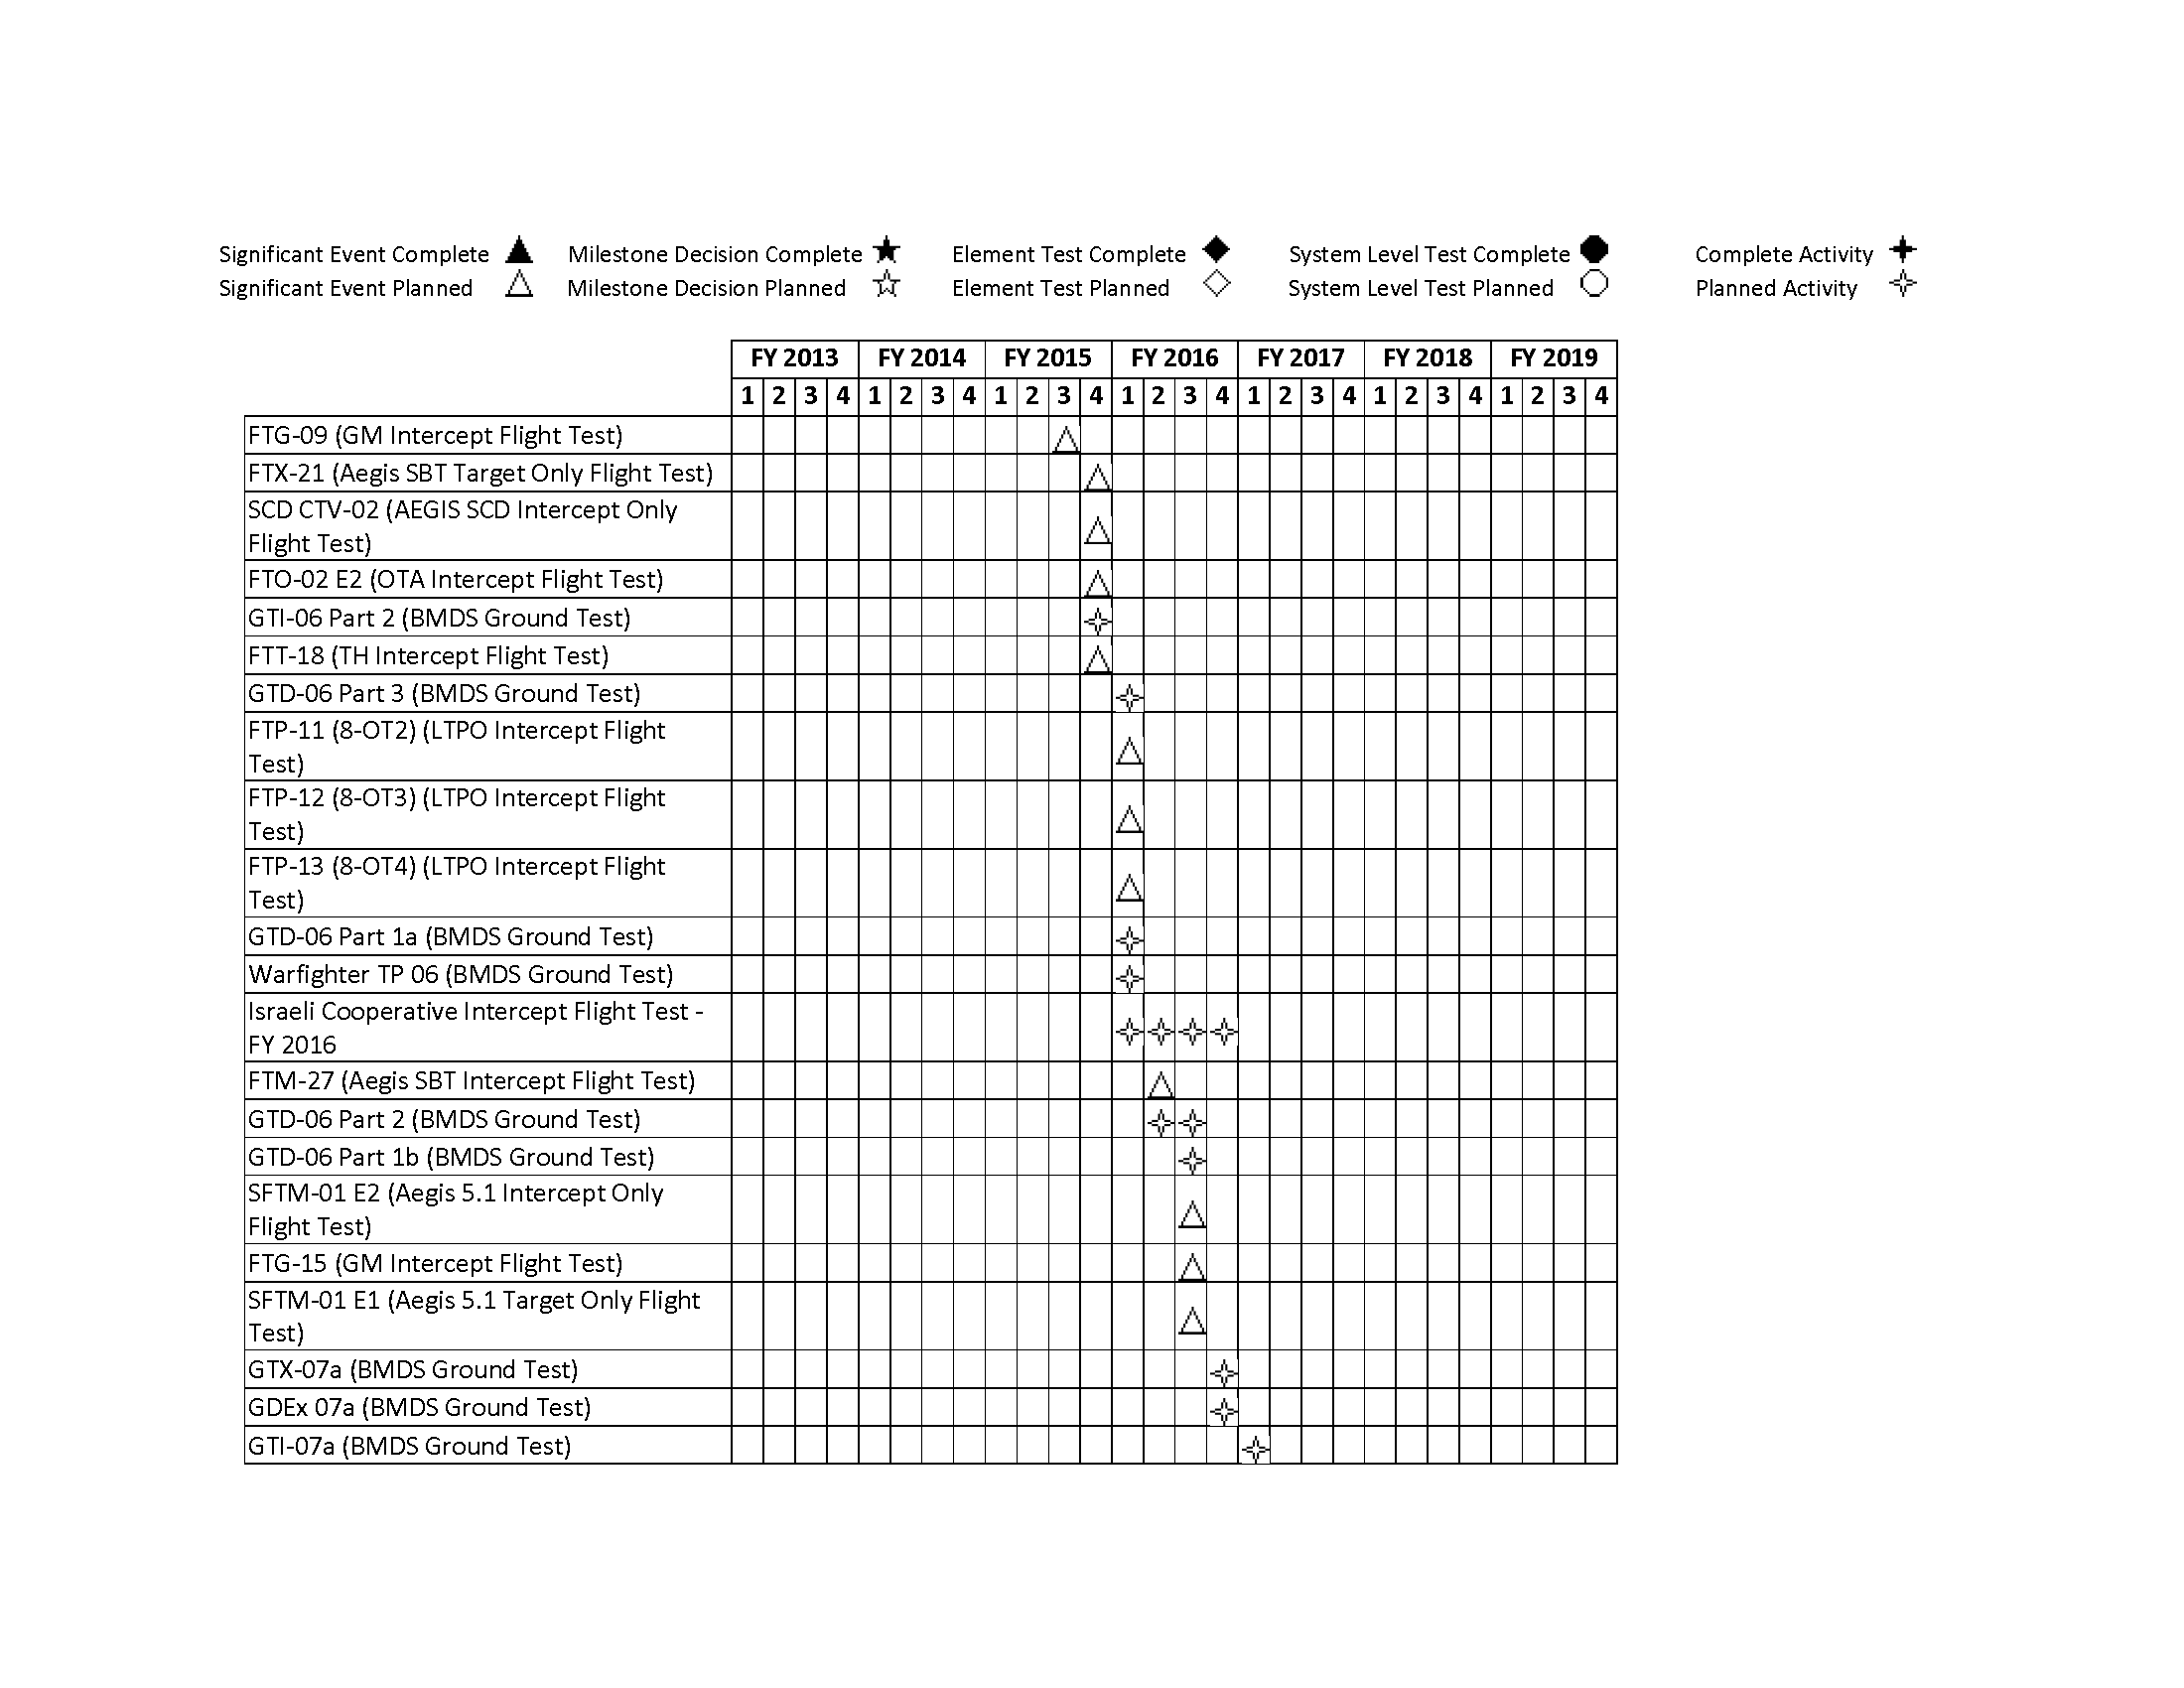 Significant Event Complete Milestone Decision Complete Element Test Complete System Level Test Complete Complete Activity
Significant Event Planned Milestone Decision Planned Element Test Planned System Level Test Planned Planned Activity
FY 2013 FY 2014 FY 2015 FY 2016 FY 2017 FY 2018 FY 2019
1 2 3 4 1 2 3 4 1 2 3 4 1 2 3 4 1 2 3 4 1 2 3 4 1 2 3 4
FTG-09 (GM Intercept Flight Test)
FTX-21 (Aegis SBT Target Only Flight Test)
SCD CTV-02 (AEGIS SCD Intercept Only
Flight Test)
FTO-02 E2 (OTA Intercept Flight Test)
GTI-06 Part 2 (BMDS Ground Test)
FTT-18 (TH Intercept Flight Test)
GTD-06 Part 3 (BMDS Ground Test)
FTP-11 (8-OT2) (LTPO Intercept Flight
Test)
FTP-12 (8-OT3) (LTPO Intercept Flight
Test)
FTP-13 (8-OT4) (LTPO Intercept Flight
Test)
GTD-06 Part 1a (BMDS Ground Test)
Warfighter TP 06 (BMDS Ground Test)
Israeli Cooperative Intercept Flight Test -
FY 2016
FTM-27 (Aegis SBT Intercept Flight Test)
GTD-06 Part 2 (BMDS Ground Test)
GTD-06 Part 1b (BMDS Ground Test)
SFTM-01 E2 (Aegis 5.1 Intercept Only
Flight Test)
FTG-15 (GM Intercept Flight Test)
SFTM-01 E1 (Aegis 5.1 Target Only Flight
Test)
GTX-07a (BMDS Ground Test)
GDEx 07a (BMDS Ground Test)
GTI-07a (BMDS Ground Test)